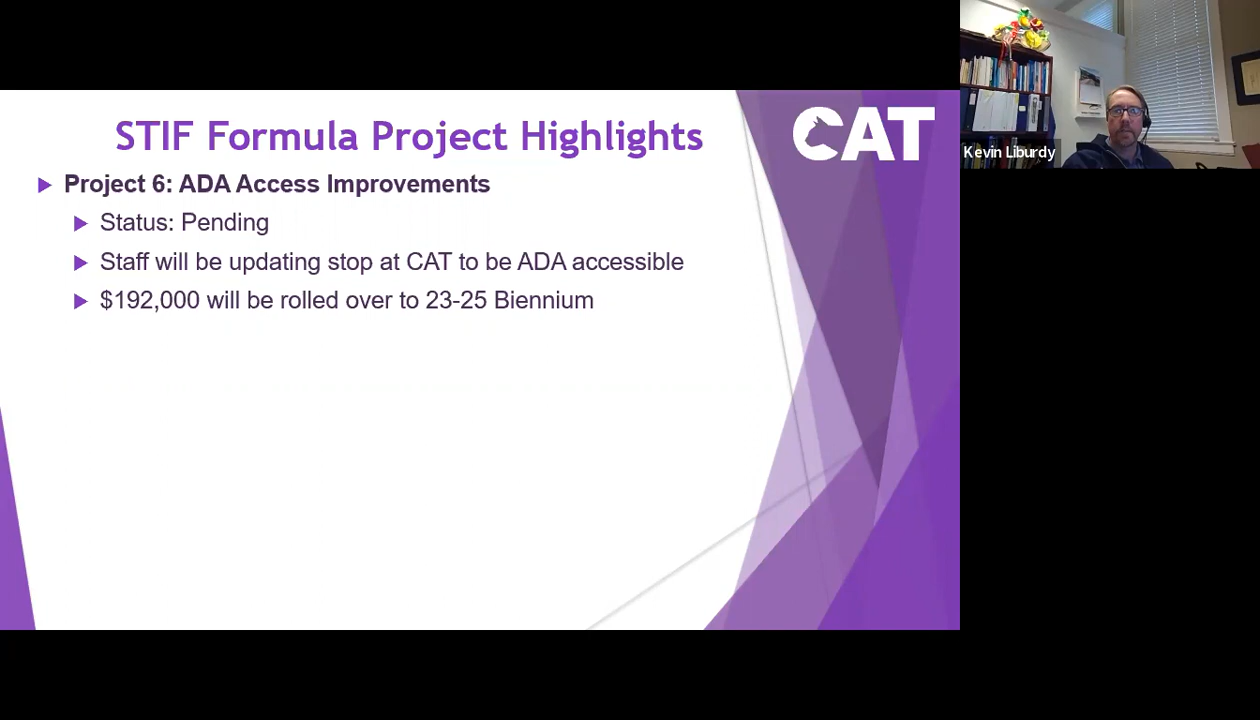 STIF Formula Project Highlights
CAT
Project 6: ADA Access Improvements
Status: Pending
Staff will be updating stop at CAT to be ADA accessible
$192,000 will be rolled over to 23-25 Biennium
Kevin Liburdy